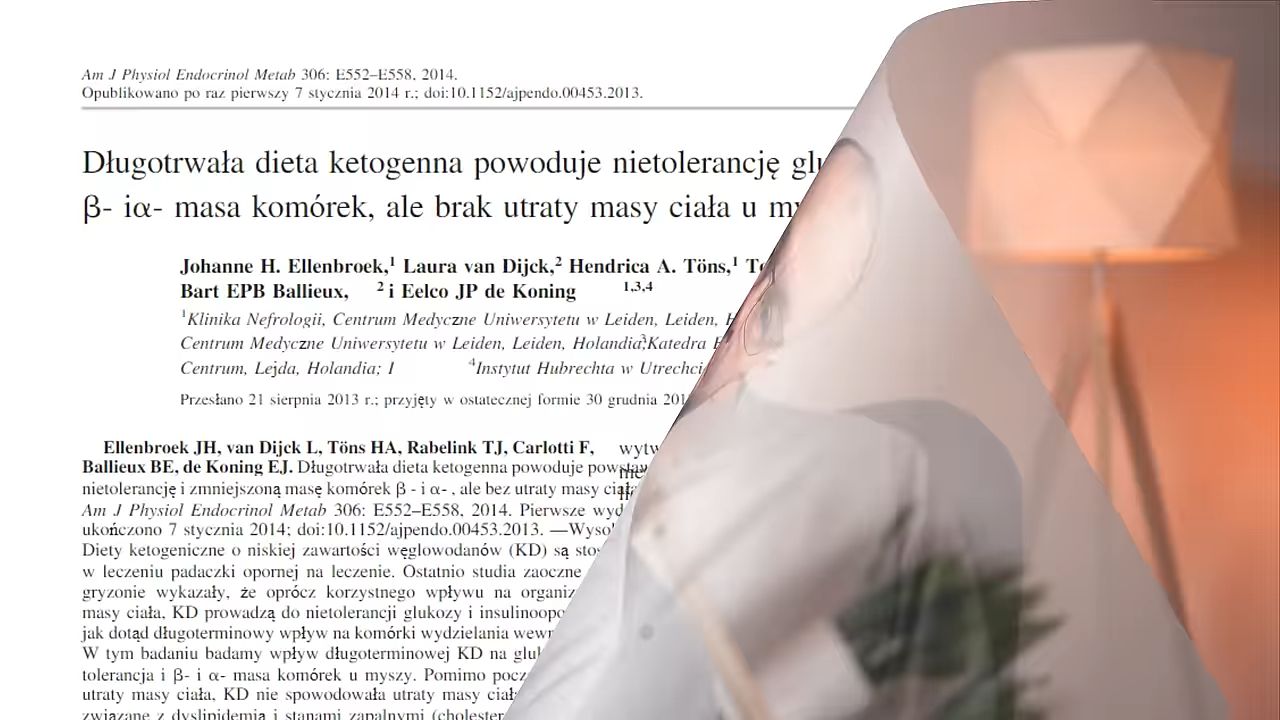 Am J Physiol Endocrinol Metab 306: E552–E558, 2014.
Opublikowano po raz pierwszy 7 stycznia 2014 r.; doi:10.1152/ajpendo.00453.2013.
Długotrwała dieta ketogenna powoduje nietolerancję
β- iα- masa komórek, ale brak utraty masy ciała u
Johanne H. Ellenbroek,¹ Laura van Dijck,² Hendrica A. Töns,¹
Bart EPB Ballieux, ² i Eelco JP de Koning 1,3,4
¹Klinika Nefrologii, Centrum Medyczne Uniwersytetu w Leiden, Leiden,
Centrum Medyczne Uniwersytetu w Leiden, Leiden, Holandia; Katedra
Centrum, Lejda, Holandia; I ⁴Instytut Hubrechta w
Przesłano 21 sierpnia 2013 r.; przyjęty w ostatecznej formie 30 grudnia
Ellenbroek JH, van Dijck L, Töns HA, Rabelink TJ, Carlotti F,
Ballieux BE, de Koning EJ. Długotrwała dieta ketogenna powoduje
nietolerancję i zmniejszoną masę komórek β - i α- , ale bez utraty masy
Am J Physiol Endocrinol Metab 306: E552–E558, 2014. Pierwsze
ukończono 7 stycznia 2014; doi:10.1152/ajpendo.00453.2013. —
Diety ketogeniczne o niskiej zawartości węglowodanów (KD) są
w leczeniu padaczki opornej na leczenie. Ostatnio studia zaoczne
gryzonie wykazały, że oprócz korzystnego wpływu na
masy ciała, KD prowadzą do nietolerancji glukozy i
jak dotąd długoterminowy wpływ na komórki wydzielania
W tym badaniu badamy wpływ długoterminowej KD na
tolerancja i β- i α- masa komórek u myszy. Pomimo
utraty masy ciała, KD nie spowodowała utraty masy
związane z dyslipidemią i stanami zapalnymi